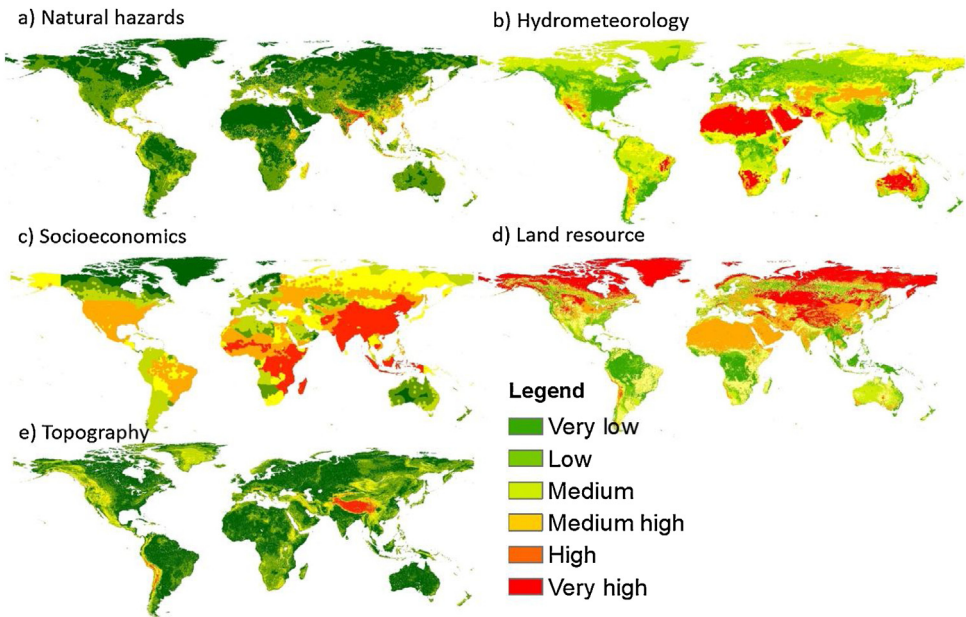 a) Natural hazards
b) Hydrometeorology
c) Socioeconomics
d) Land resource
e) Topography
Legend
Very low
Low
Medium
Medium high
High
Very high